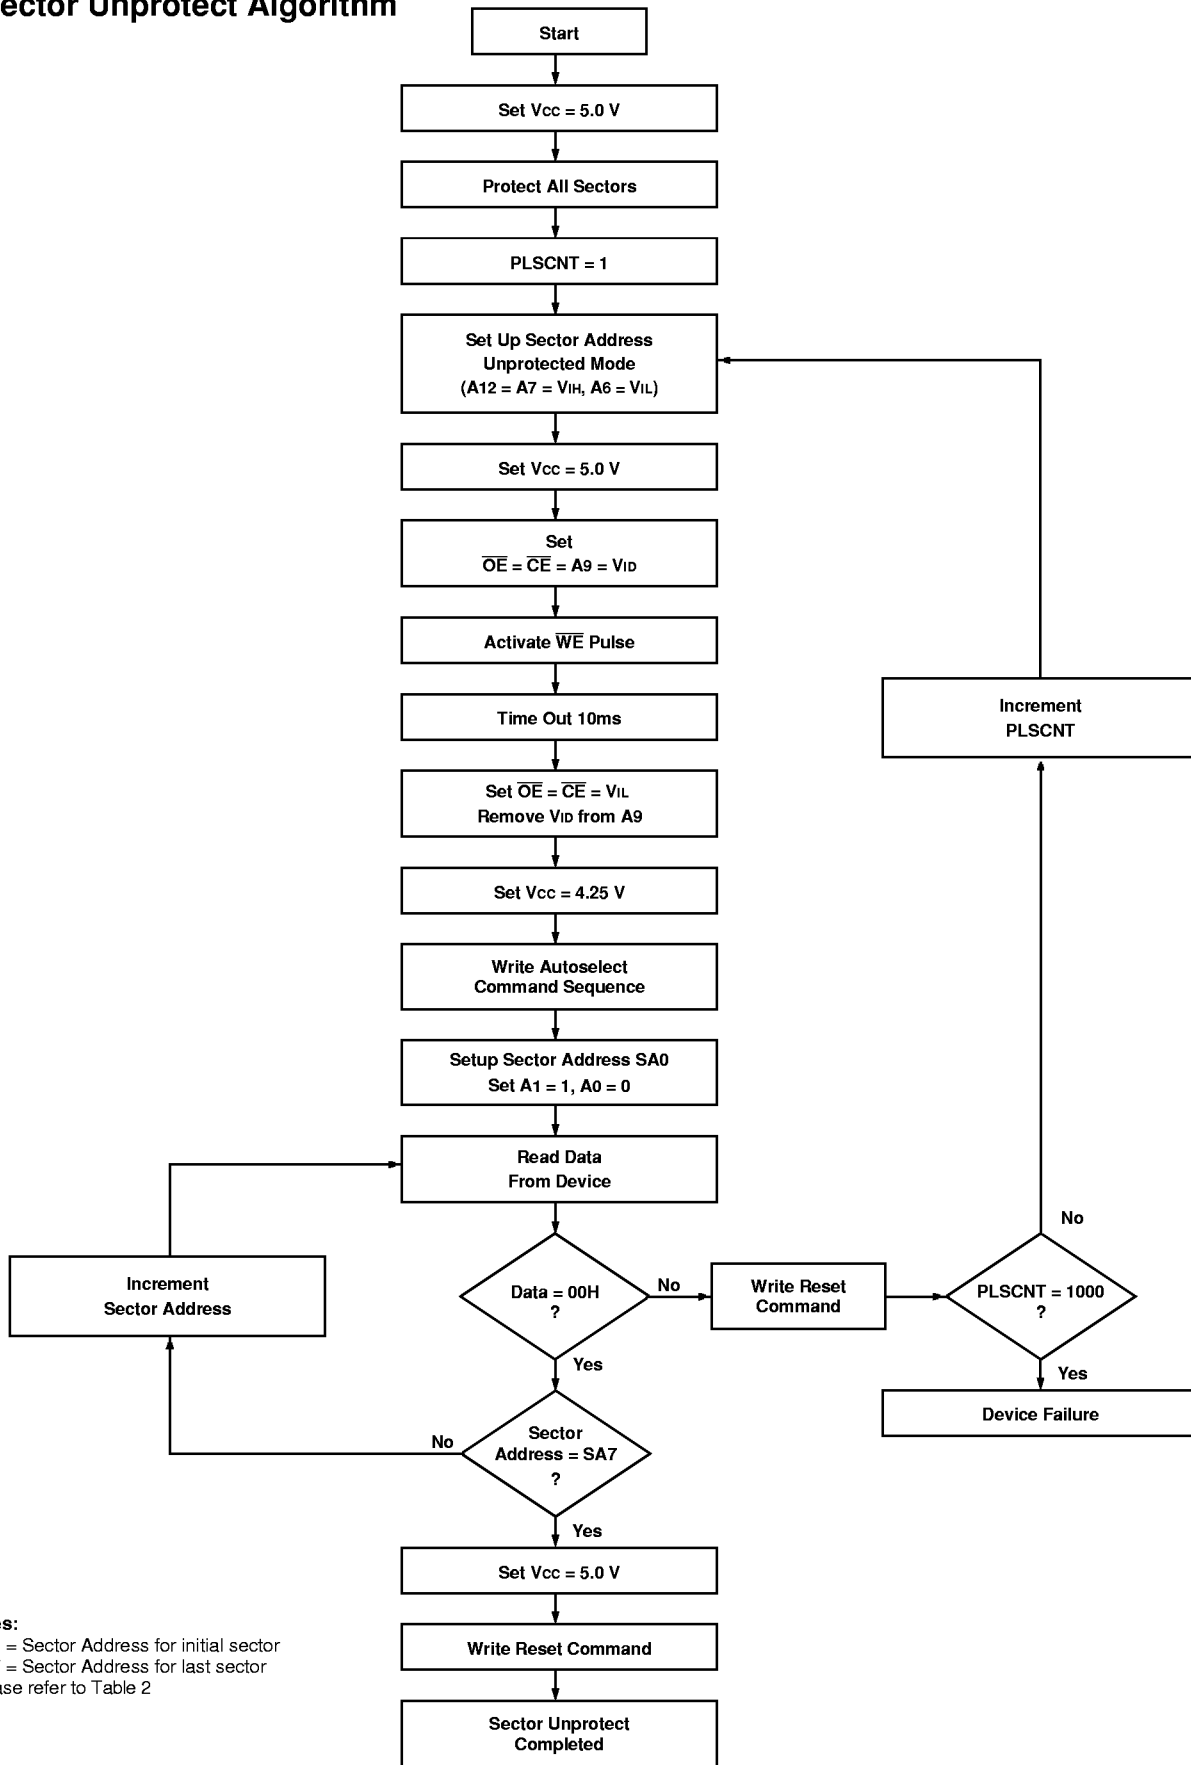 ector Unprotect Algorithm
Start
Set VCC = 5.0 V
Protect All Sectors
PLSCNT = 1
Set Up Sector Address
Unprotected Mode
(A12 = A7 = VIH, A6 = VIL)
Set VCC = 5.0 V
Set
O̅E̅ = C̅E̅ = A9 = VID
Activate W̅E̅ Pulse
Time Out 10ms
Set O̅E̅ = C̅E̅ = VIL
Remove VID from A9
Set VCC = 4.25 V
Write Autoselect
Command Sequence
Setup Sector Address SA0
Set A1 = 1, A0 = 0
Read Data
From Device
Data = 00H
?
No
Write Reset
Command
PLSCNT = 1000
?
No
Increment
PLSCNT
Yes
Device Failure
Yes
Sector
Address = SA7
?
No
Increment
Sector Address
Yes
Set VCC = 5.0 V
Write Reset Command
Sector Unprotect
Completed
es:
= Sector Address for initial sector
= Sector Address for last sector
ase refer to Table 2